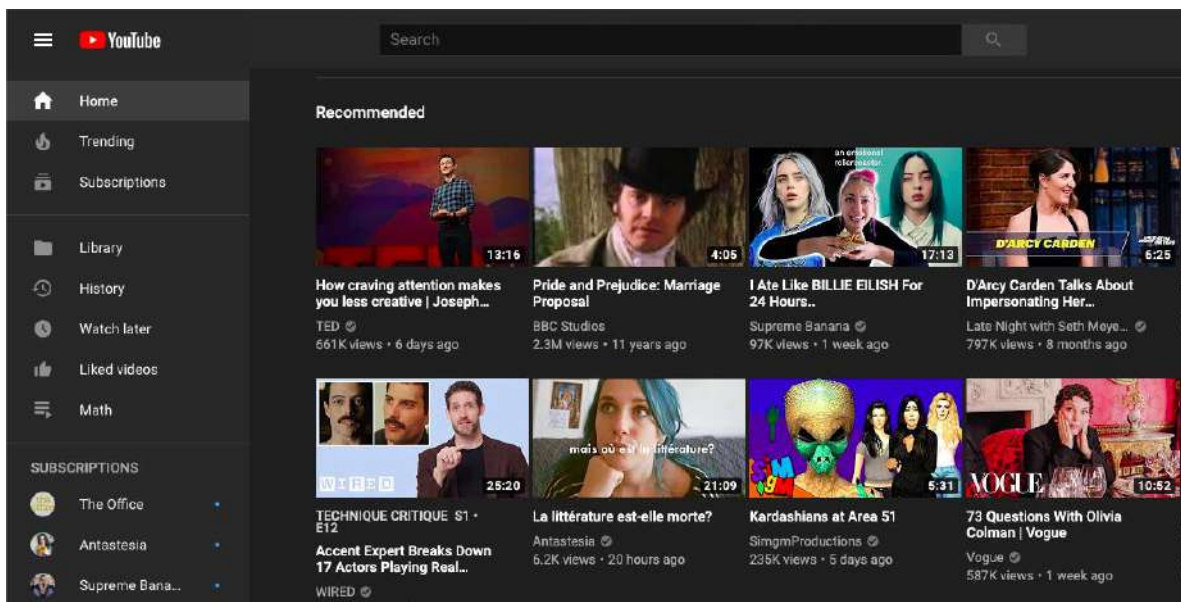 YouTube
Search
Home
Trending
Subscriptions
Library
History
Watch later
Liked videos
Math
SUBSCRIPTIONS
The Office
Antastesia
Supreme Bana...
Recommended
13:16
How craving attention makes
you less creative | Joseph...
TED
661K views • 6 days ago
4:05
Pride and Prejudice: Marriage
Proposal
BBC Studios
2.3M views • 11 years ago
an emotional
rollercoaster.
17:13
I Ate Like BILLIE EILISH For
24 Hours..
Supreme Banana
97K views • 1 week ago
D'ARCY CARDEN
6:25
D'Arcy Carden Talks About
Impersonating Her...
Late Night with Seth Meye...
797K views • 8 months ago
WIRED
25:20
TECHNIQUE CRITIQUE S1 •
E12
Accent Expert Breaks Down
17 Actors Playing Real...
WIRED
mais où est la littérature?
21:09
La littérature est-elle morte?
Antastesia
6.2K views • 20 hours ago
SiMgM
5:31
Kardashians at Area 51
SimgmProductions
235K views • 5 days ago
VOGUE
10:52
73 Questions With Olivia
Colman | Vogue
Vogue
587K views • 1 week ago